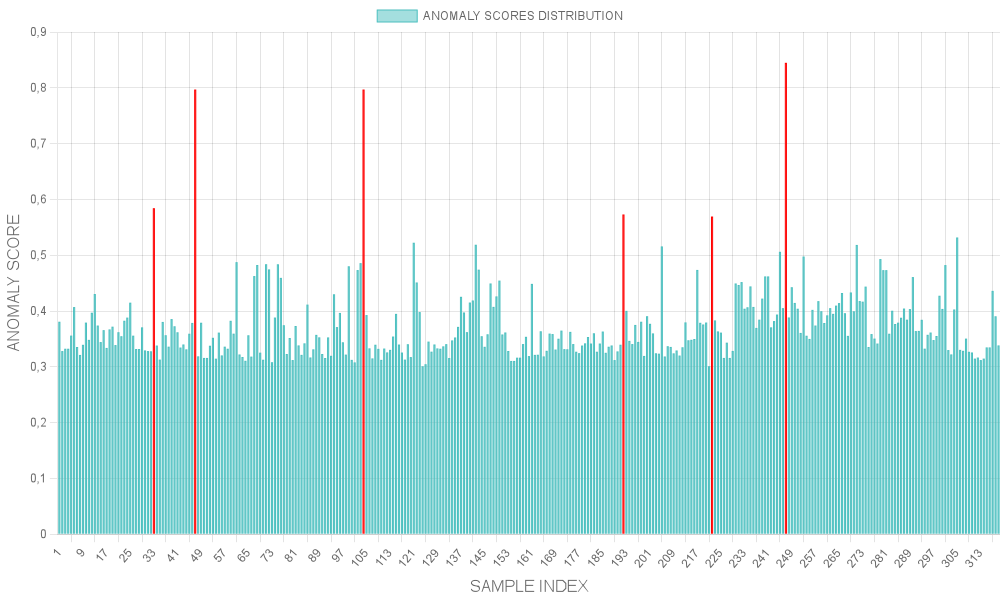 ANOMALY SCORES DISTRIBUTION
0,9
0,8
0,7
0,6
0,5
0,4
0,3
0,2
0,1
0
ANOMALY SCORE
1 9 17 25 33 41 49 57 65 73 81 89 97 105 113 121 129 137 145 153 161 169 177 185 193 201 209 217 225 233 241 249 257 265 273 281 289 297 305 313
SAMPLE INDEX